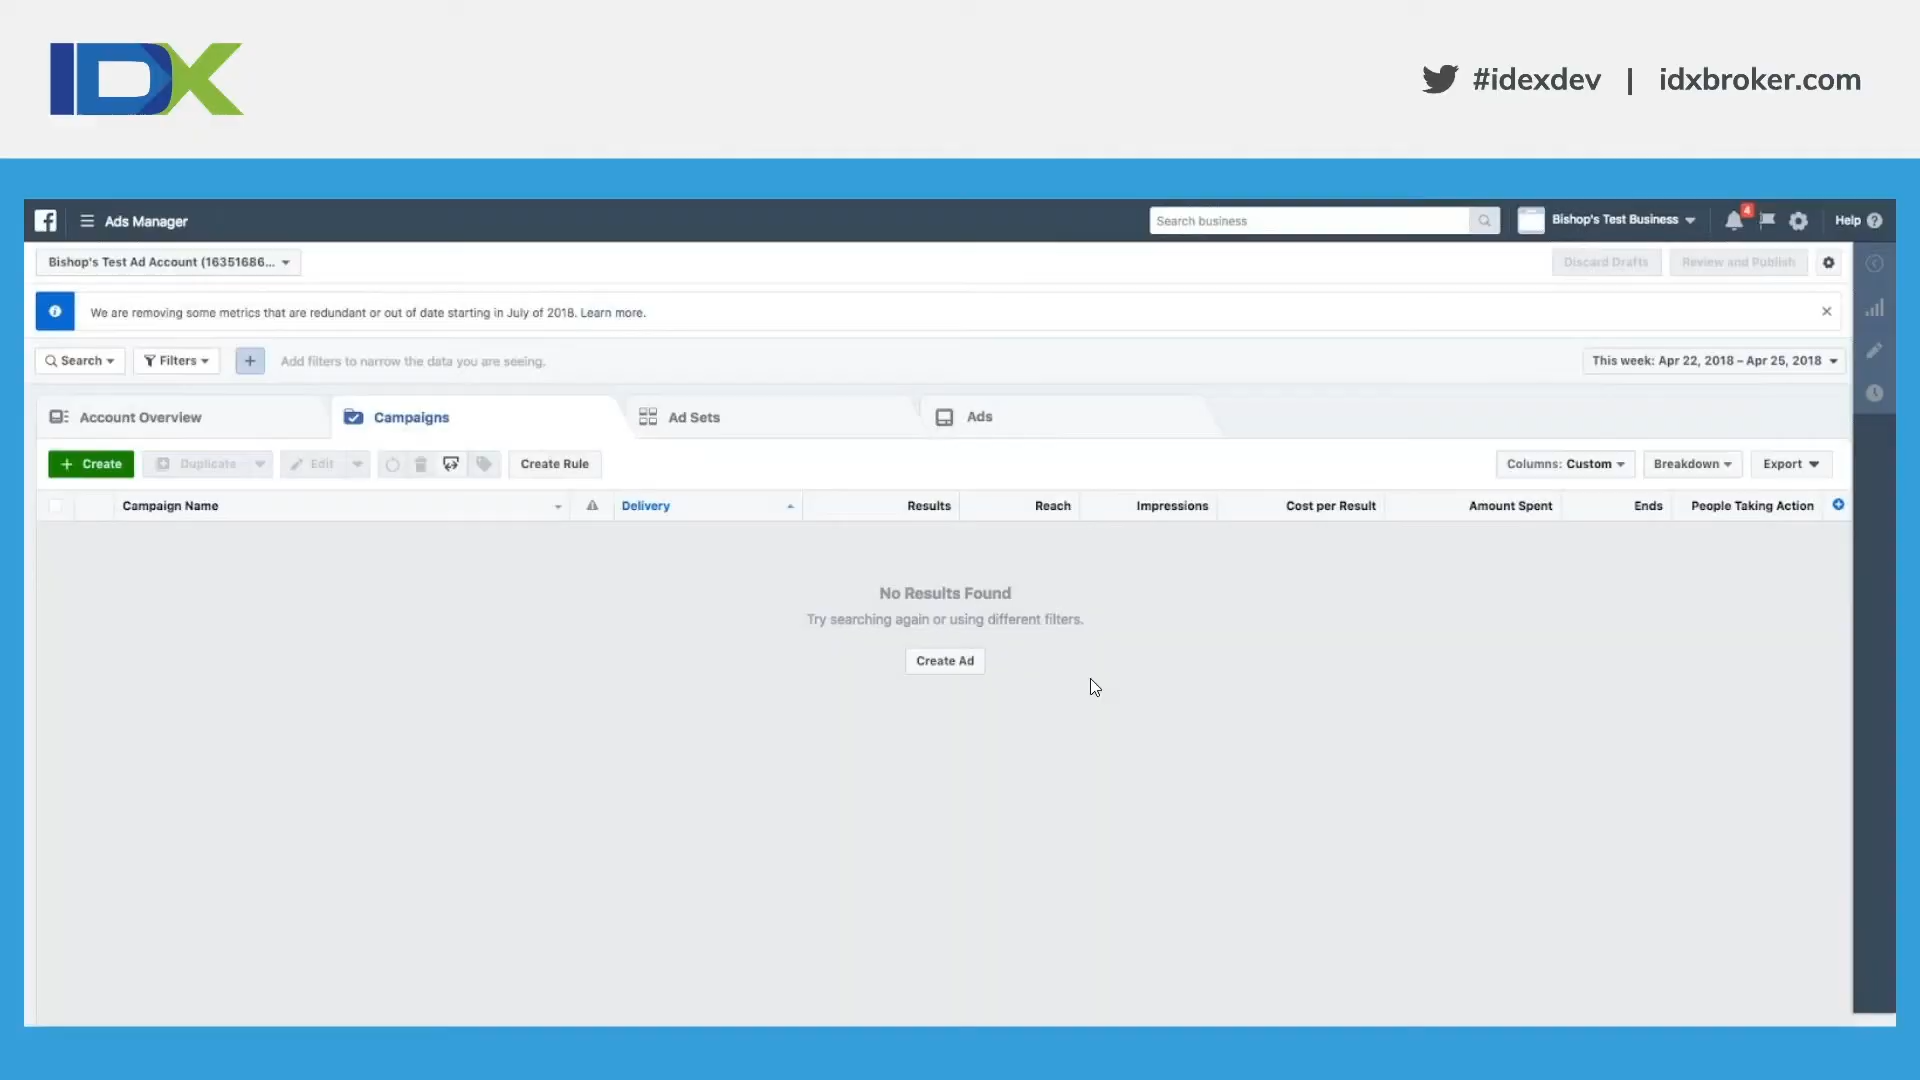 IDX
#idexdev | idxbroker.com
Ads Manager
Search business
Bishop's Test Business
4
Help
Bishop's Test Ad Account (16351686...
Discard Drafts
Review and Publish
We are removing some metrics that are redundant or out of date starting in July of 2018. Learn more.
Search
Filters
Add filters to narrow the data you are seeing.
This week: Apr 22, 2018 – Apr 25, 2018
Account Overview
Campaigns
Ad Sets
Ads
+ Create
Duplicate
Edit
Create Rule
Columns: Custom
Breakdown
Export
Campaign Name
Delivery
Results
Reach
Impressions
Cost per Result
Amount Spent
Ends
People Taking Action
No Results Found
Try searching again or using different filters.
Create Ad